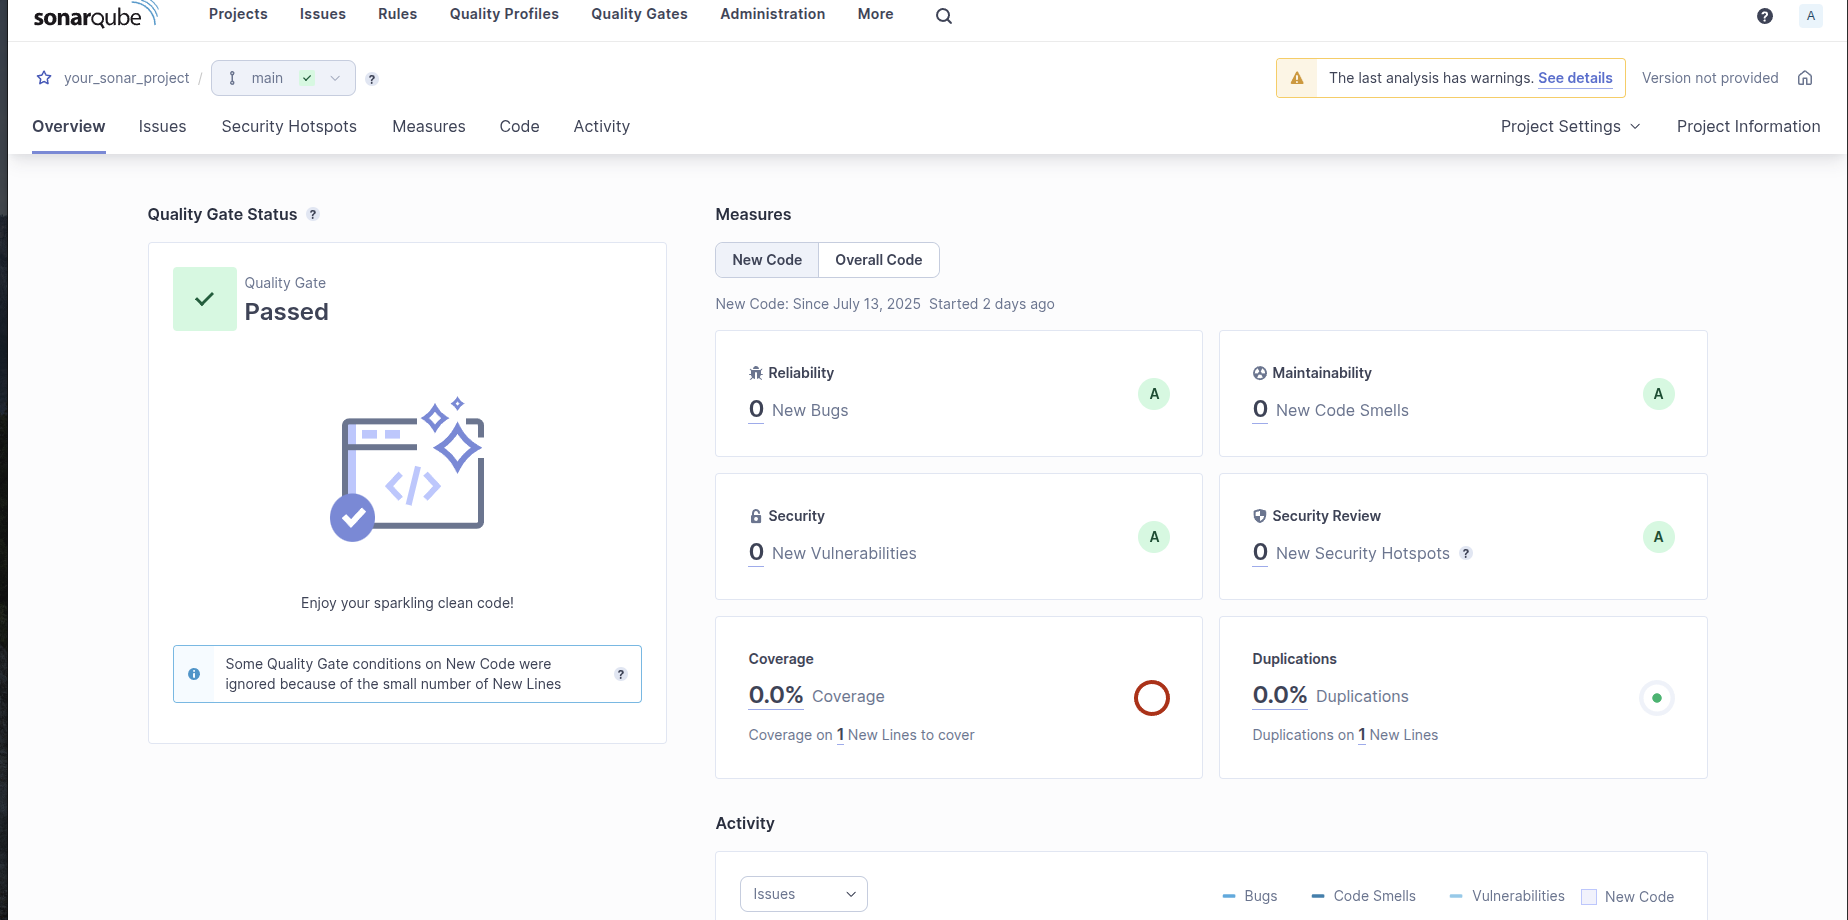 sonarqube Projects Issues Rules Quality Profiles Quality Gates Administration More ? A
your_sonar_project / main ? The last analysis has warnings. See details Version not provided
Overview Issues Security Hotspots Measures Code Activity Project Settings Project Information
Quality Gate Status ?
Quality Gate
Passed
</>
Enjoy your sparkling clean code!
Some Quality Gate conditions on New Code were
ignored because of the small number of New Lines
?
Measures
New Code Overall Code
New Code: Since July 13, 2025 Started 2 days ago
Reliability
0 New Bugs
A
Maintainability
0 New Code Smells
A
Security
0 New Vulnerabilities
A
Security Review
0 New Security Hotspots ?
A
Coverage
0.0% Coverage
Coverage on 1 New Lines to cover
Duplications
0.0% Duplications
Duplications on 1 New Lines
Activity
Issues Bugs Code Smells Vulnerabilities New Code